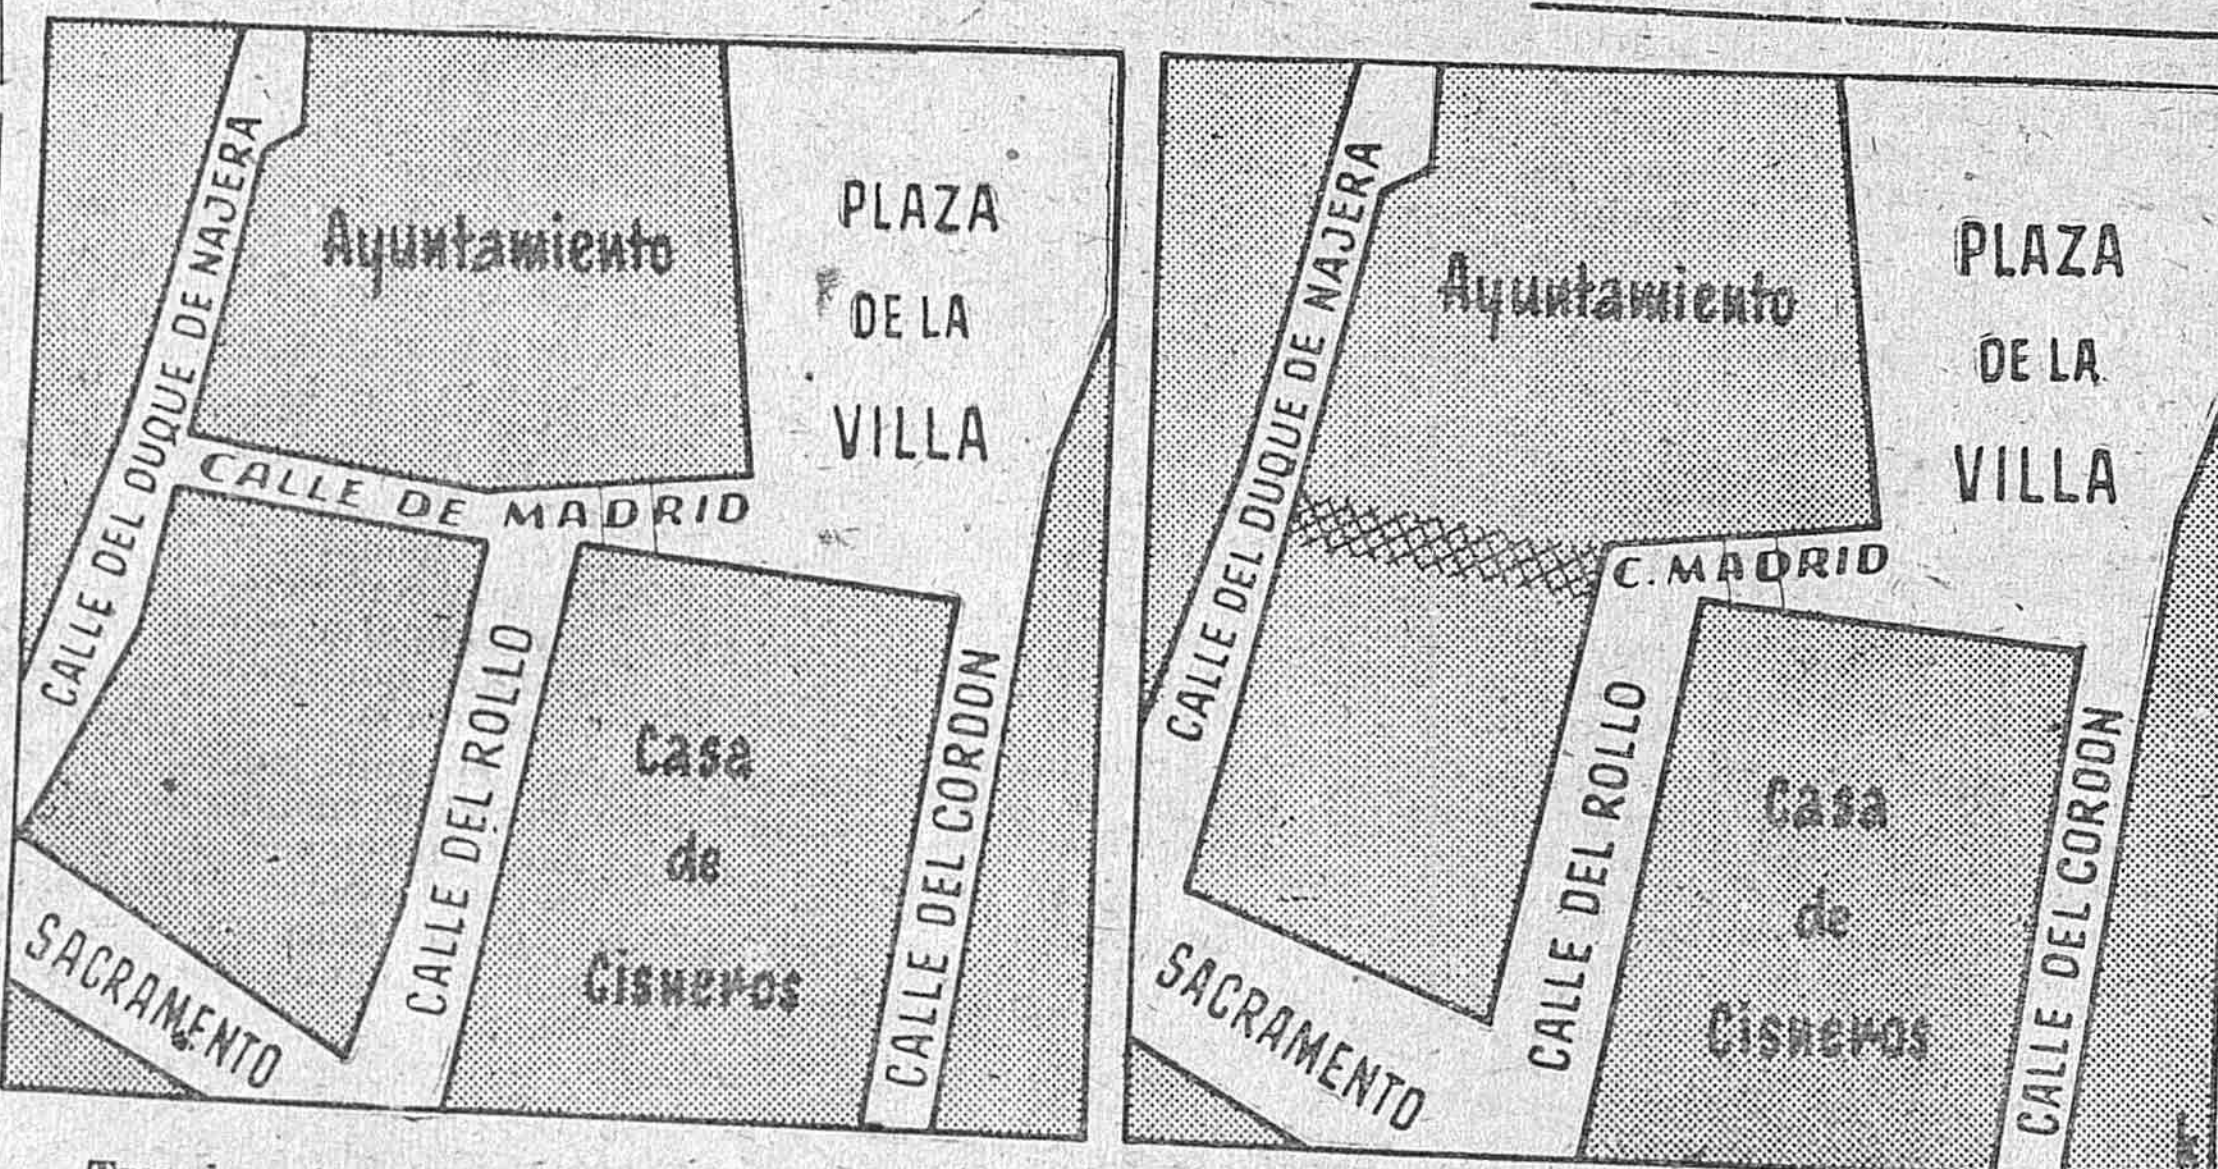 CALLE DEL DUQUE DE NAJERA
Ayuntamiento
PLAZA
DE LA
VILLA
CALLE DE MADRID
CALLE DEL ROLLO
Casa
de
Cisneros
CALLE DEL CORDON
SACRAMENTO
CALLE DEL DUQUE DE NAJERA
Ayuntamiento
PLAZA
DE LA
VILLA
C. MADRID
CALLE DEL ROLLO
Casa
de
Cisneros
CALLE DEL CORDON
SACRAMENTO